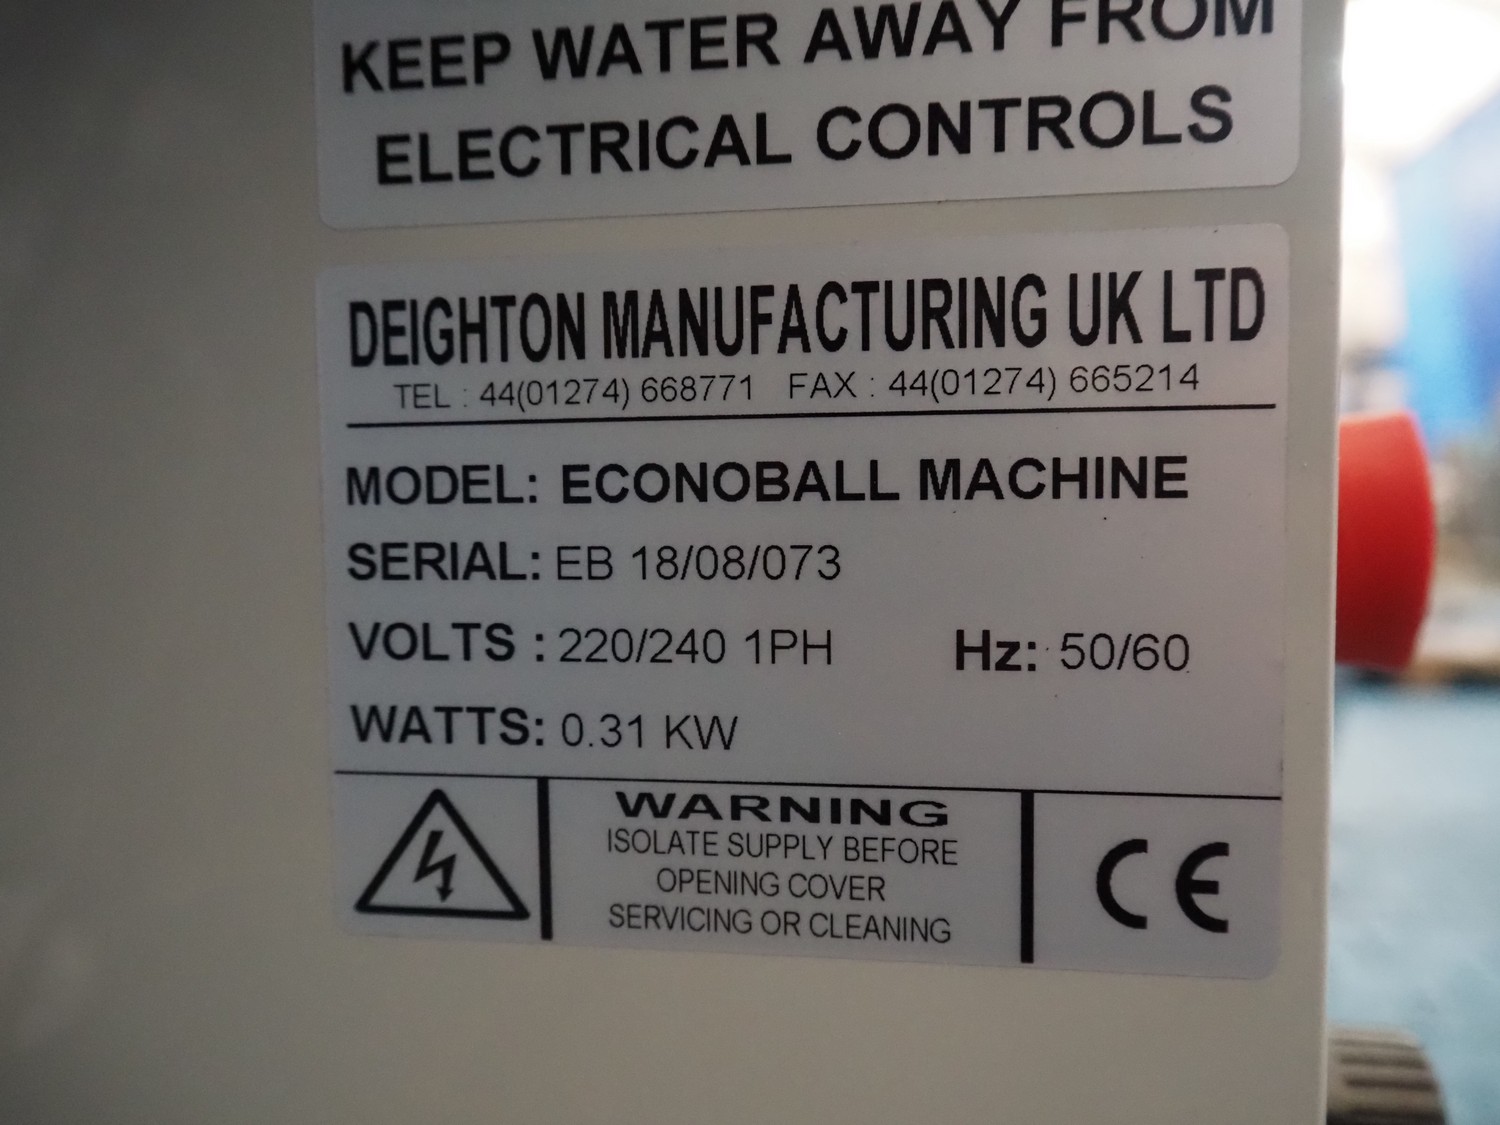 KEEP WATER AWAY FROM
ELECTRICAL CONTROLS
DEIGHTON MANUFACTURING UK LTD
TEL : 44(01274) 668771 FAX : 44(01274) 665214
MODEL: ECONOBALL MACHINE
SERIAL: EB 18/08/073
VOLTS : 220/240 1PH Hz: 50/60
WATTS: 0.31 KW
WARNING
ISOLATE SUPPLY BEFORE
OPENING COVER
SERVICING OR CLEANING
CE